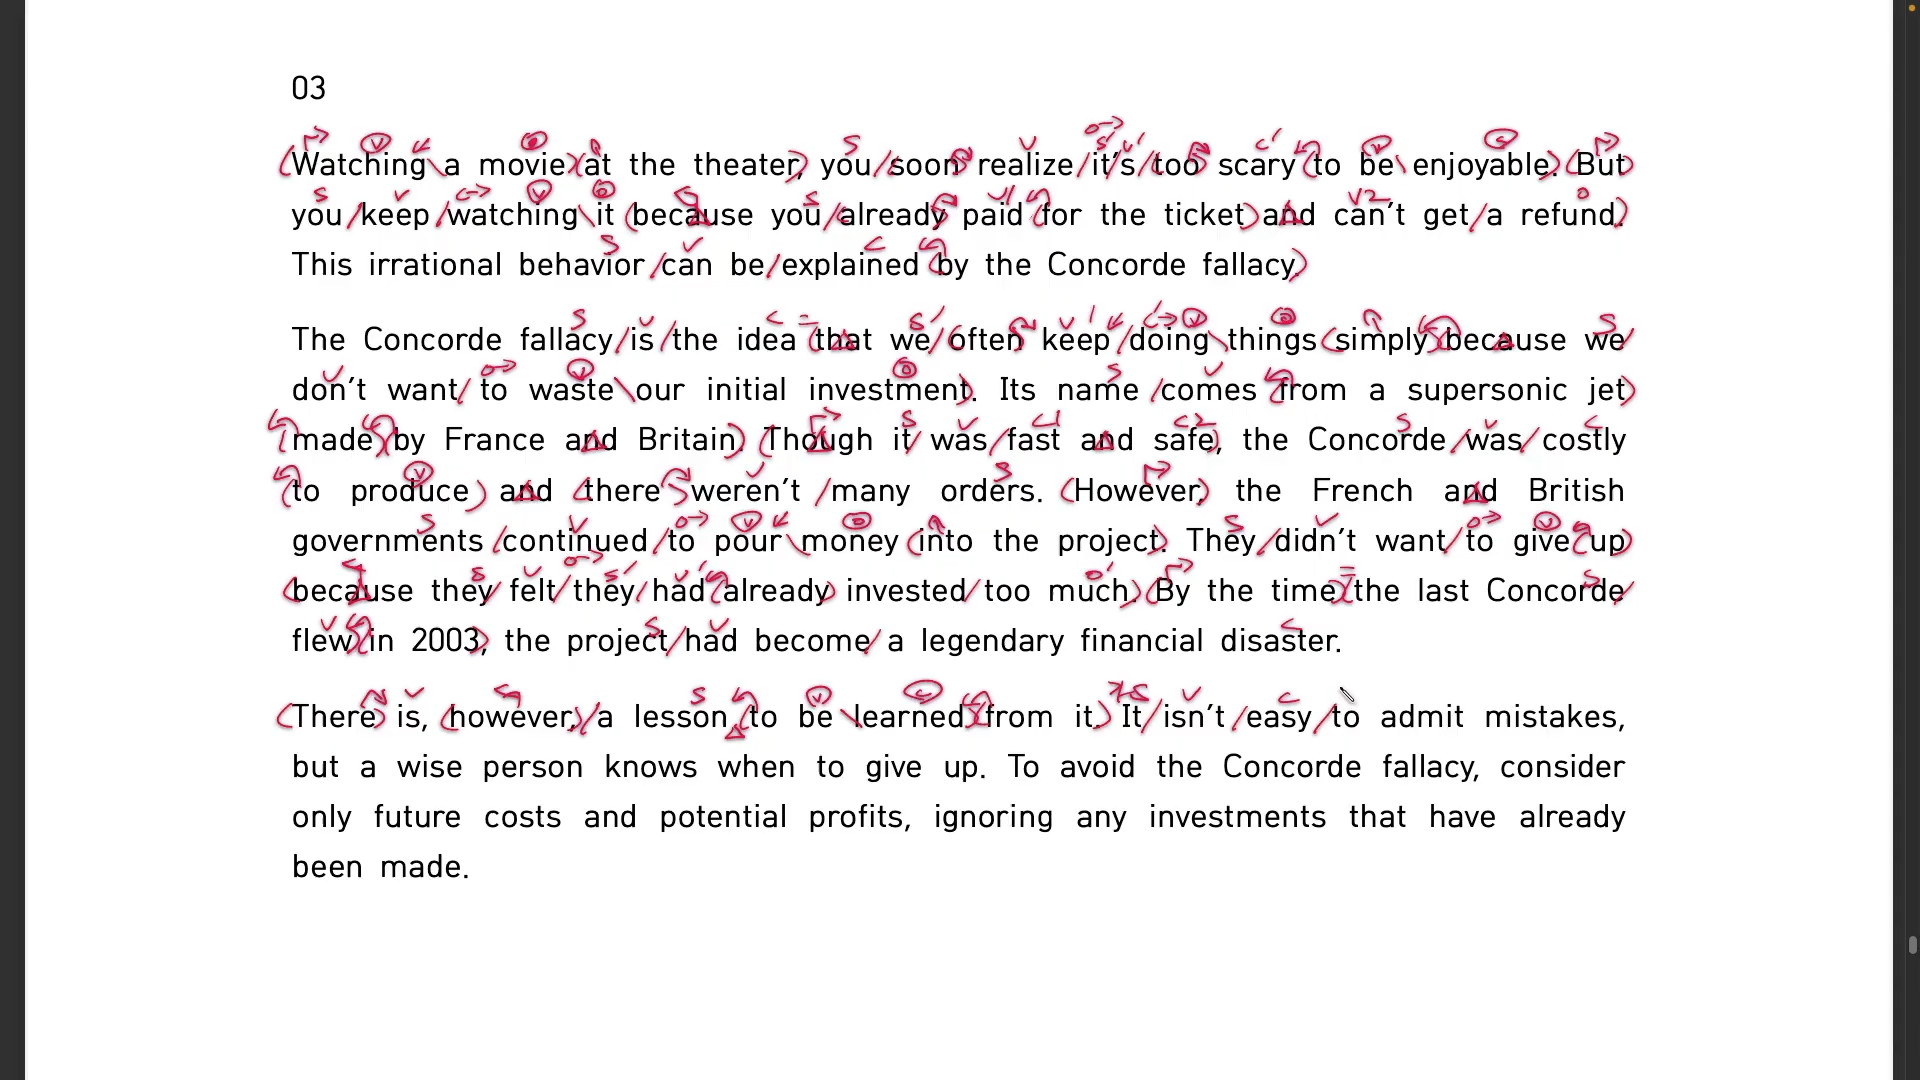 03
Watching a movie at the theater, you soon realize it's too scary to be enjoyable. But
you keep watching it because you already paid for the ticket and can't get a refund.
This irrational behavior can be explained by the Concorde fallacy.
The Concorde fallacy is the idea that we often keep doing things simply because we
don't want to waste our initial investment. Its name comes from a supersonic jet
made by France and Britain. Though it was fast and safe, the Concorde was costly
to produce, and there weren't many orders. However, the French and British
governments continued to pour money into the project. They didn't want to give up
because they felt they had already invested too much. By the time the last Concorde
flew in 2003, the project had become a legendary financial disaster.
There is, however, a lesson to be learned from it. It isn't easy to admit mistakes,
but a wise person knows when to give up. To avoid the Concorde fallacy, consider
only future costs and potential profits, ignoring any investments that have already
been made.